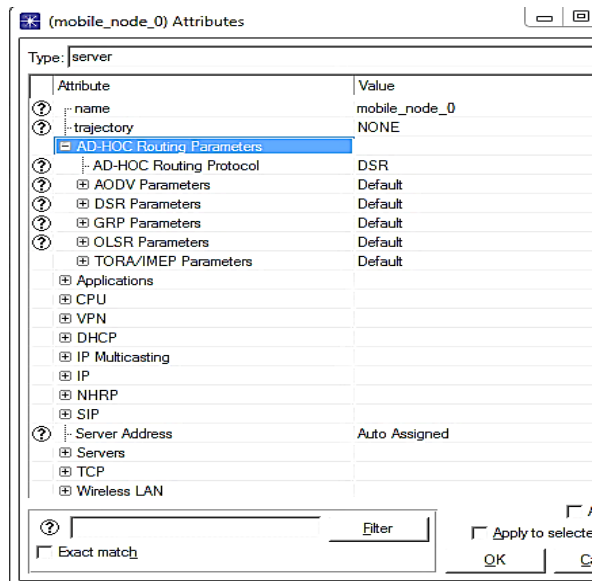 (mobile_node_0) Attributes
Type: server
Attribute Value
name mobile_node_0
trajectory NONE
AD-HOC Routing Parameters
AD-HOC Routing Protocol DSR
AODV Parameters Default
DSR Parameters Default
GRP Parameters Default
OLSR Parameters Default
TORA/IMEP Parameters Default
Applications
CPU
VPN
DHCP
IP Multicasting
IP
NHRP
SIP
Server Address Auto Assigned
Servers
TCP
Wireless LAN
Filter
Apply to selecte
Exact match
OK